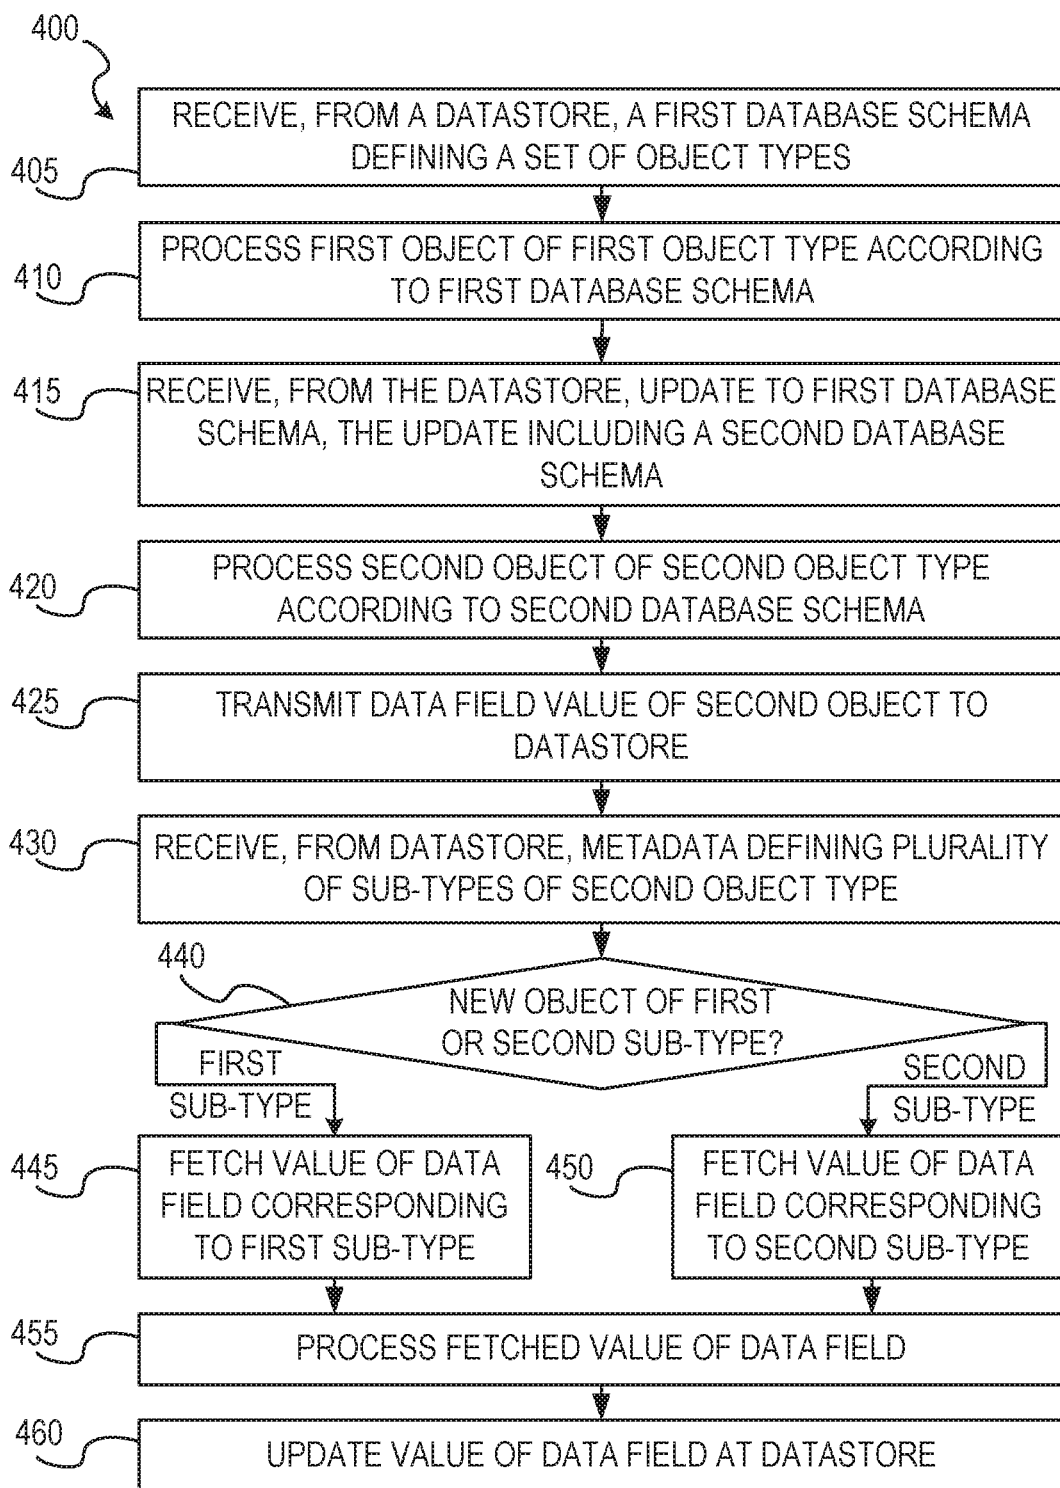 400
RECEIVE, FROM A DATASTORE, A FIRST DATABASE SCHEMA
DEFINING A SET OF OBJECT TYPES
405
PROCESS FIRST OBJECT OF FIRST OBJECT TYPE ACCORDING
TO FIRST DATABASE SCHEMA
410
415
RECEIVE, FROM THE DATASTORE, UPDATE TO FIRST DATABASE
SCHEMA, THE UPDATE INCLUDING A SECOND DATABASE
SCHEMA
420
PROCESS SECOND OBJECT OF SECOND OBJECT TYPE
ACCORDING TO SECOND DATABASE SCHEMA
425
TRANSMIT DATA FIELD VALUE OF SECOND OBJECT TO
DATASTORE
430
RECEIVE, FROM DATASTORE, METADATA DEFINING PLURALITY
OF SUB-TYPES OF SECOND OBJECT TYPE
440
NEW OBJECT OF FIRST
OR SECOND SUB-TYPE?
FIRST
SUB-TYPE
SECOND
SUB-TYPE
445
FETCH VALUE OF DATA
FIELD CORRESPONDING
TO FIRST SUB-TYPE
450
FETCH VALUE OF DATA
FIELD CORRESPONDING
TO SECOND SUB-TYPE
455
PROCESS FETCHED VALUE OF DATA FIELD
460
UPDATE VALUE OF DATA FIELD AT DATASTORE